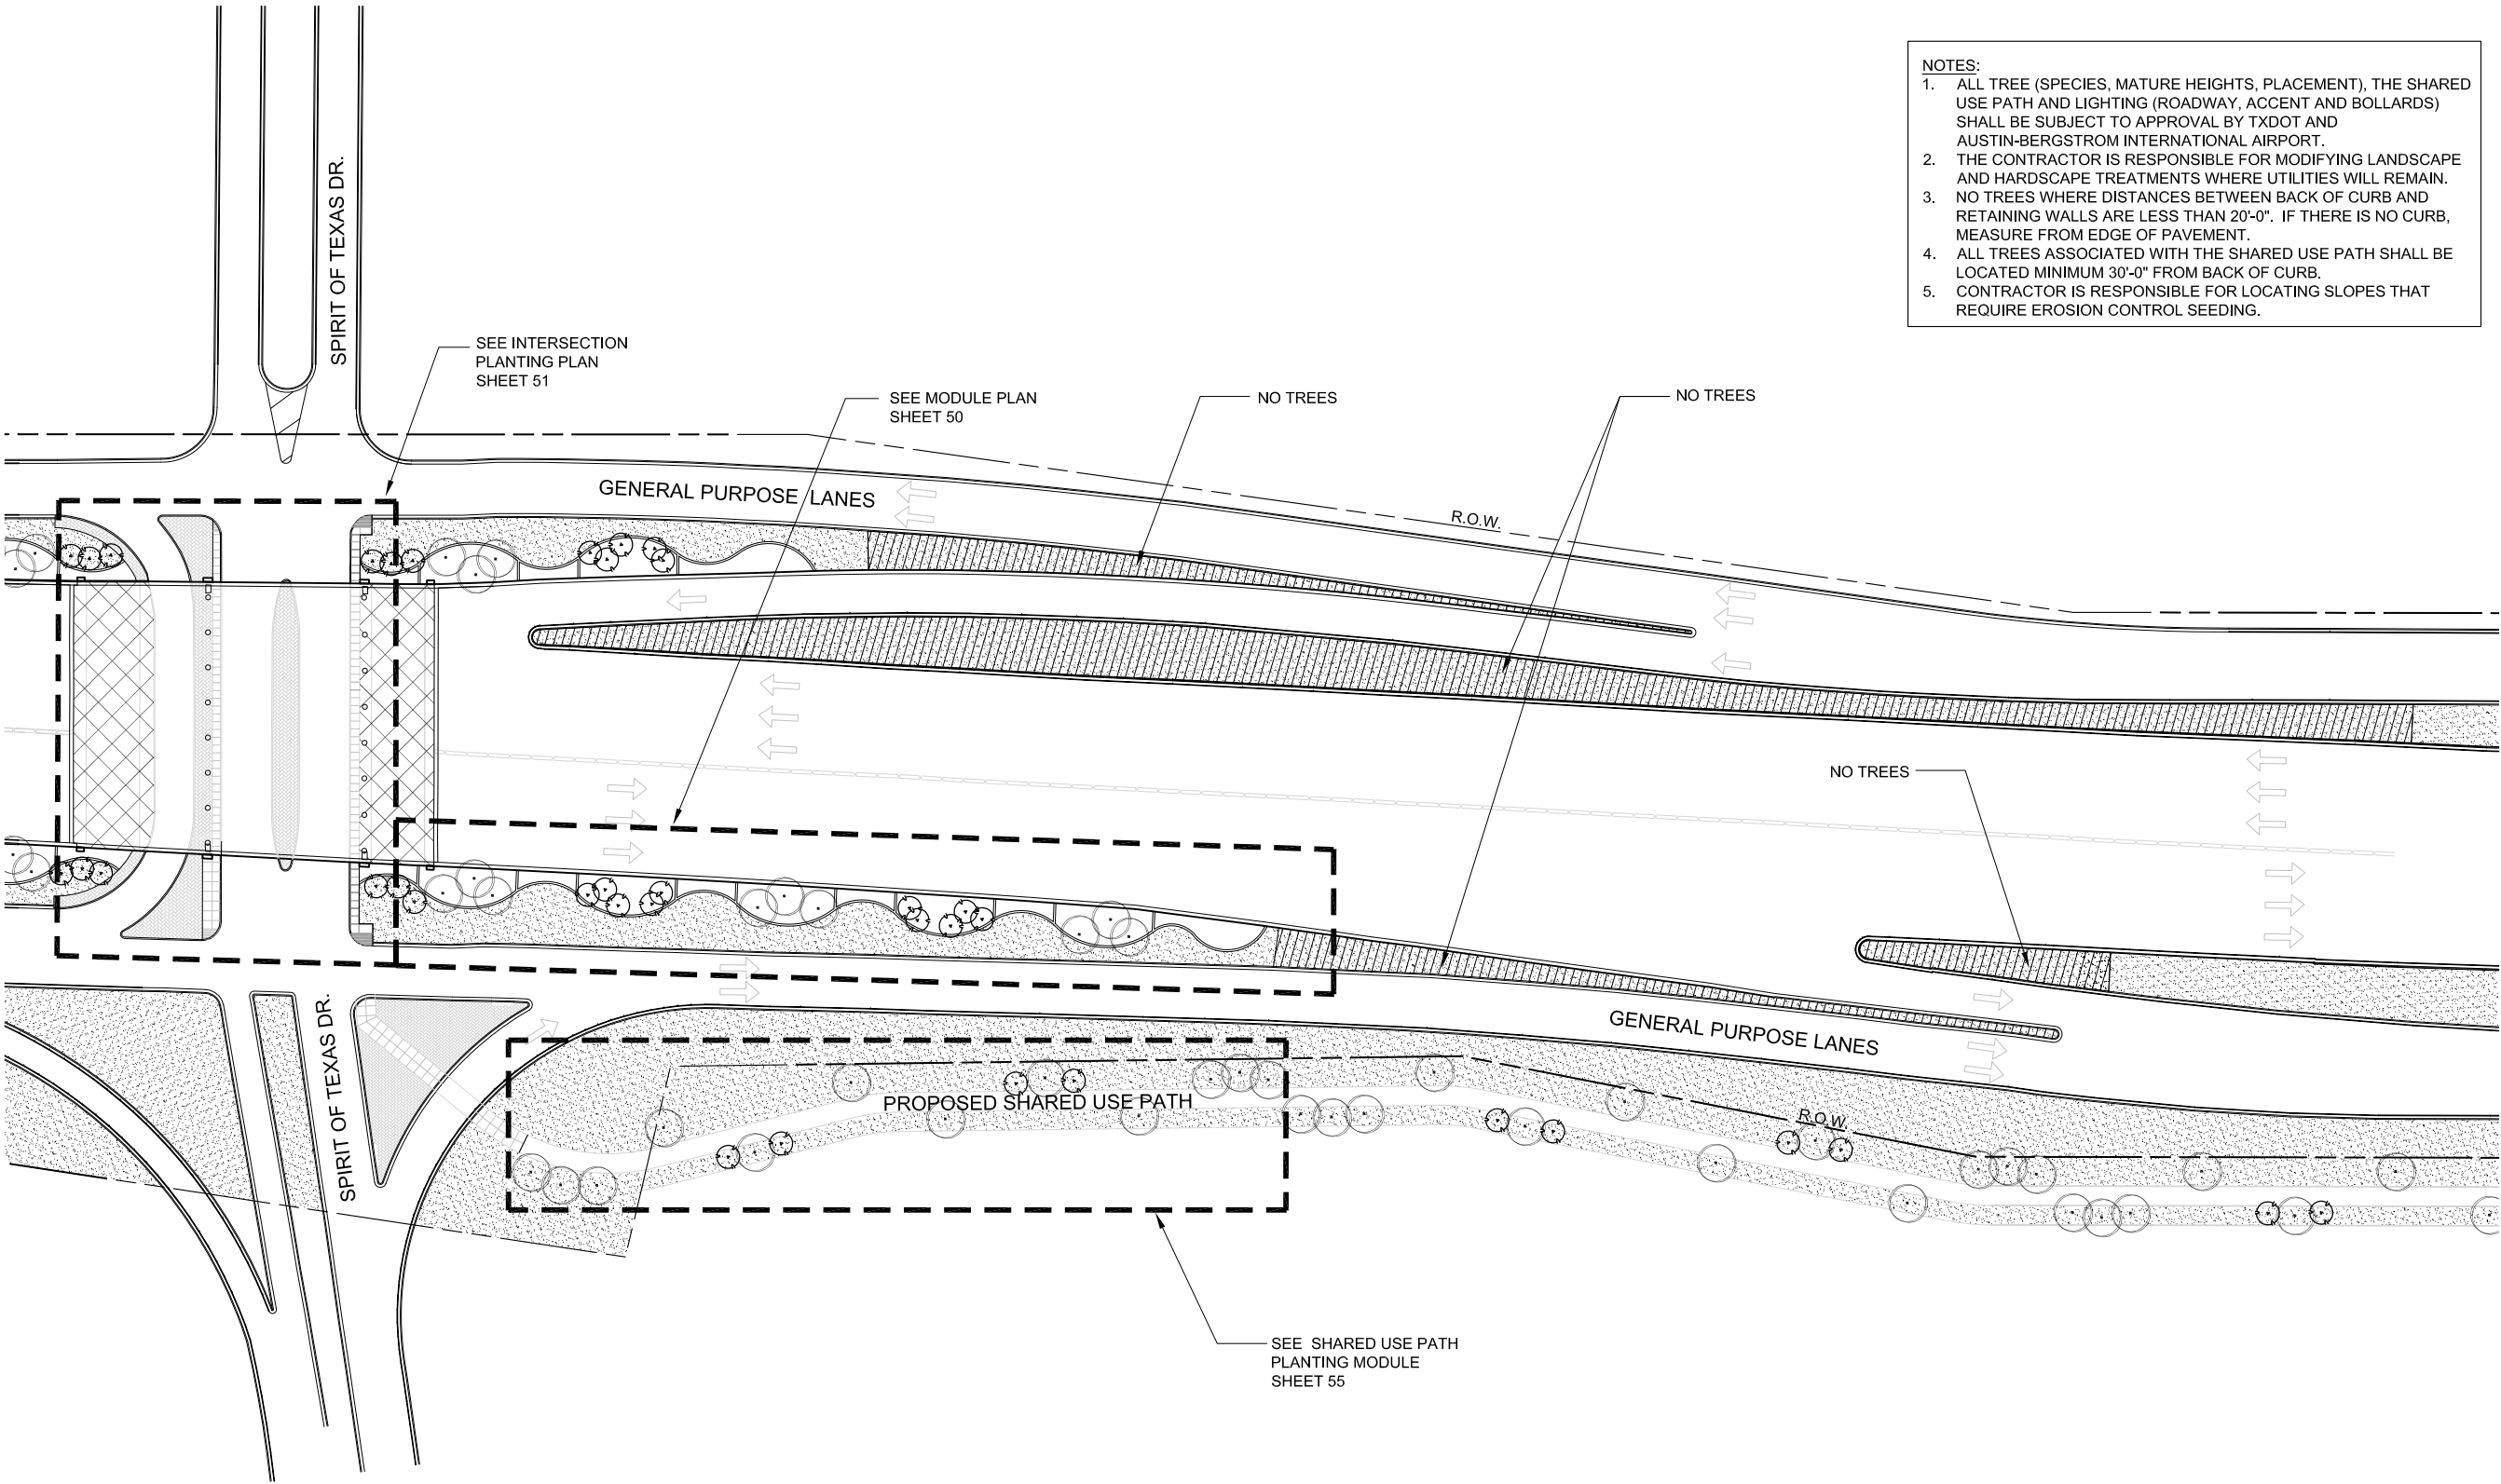 NOTES:
1. ALL TREE (SPECIES, MATURE HEIGHTS, PLACEMENT), THE SHARED
USE PATH AND LIGHTING (ROADWAY, ACCENT AND BOLLARDS)
SHALL BE SUBJECT TO APPROVAL BY TXDOT AND
AUSTIN-BERGSTROM INTERNATIONAL AIRPORT.
2. THE CONTRACTOR IS RESPONSIBLE FOR MODIFYING LANDSCAPE
AND HARDSCAPE TREATMENTS WHERE UTILITIES WILL REMAIN.
3. NO TREES WHERE DISTANCES BETWEEN BACK OF CURB AND
RETAINING WALLS ARE LESS THAN 20'-0". IF THERE IS NO CURB,
MEASURE FROM EDGE OF PAVEMENT.
4. ALL TREES ASSOCIATED WITH THE SHARED USE PATH SHALL BE
LOCATED MINIMUM 30'-0" FROM BACK OF CURB.
5. CONTRACTOR IS RESPONSIBLE FOR LOCATING SLOPES THAT
REQUIRE EROSION CONTROL SEEDING.
SPIRIT OF TEXAS DR.
SEE INTERSECTION
PLANTING PLAN
SHEET 51
SEE MODULE PLAN
SHEET 50
NO TREES
NO TREES
GENERAL PURPOSE LANES
R.O.W.
NO TREES
GENERAL PURPOSE LANES
PROPOSED SHARED USE PATH
R.O.W.
SPIRIT OF TEXAS DR.
SEE SHARED USE PATH
PLANTING MODULE
SHEET 55